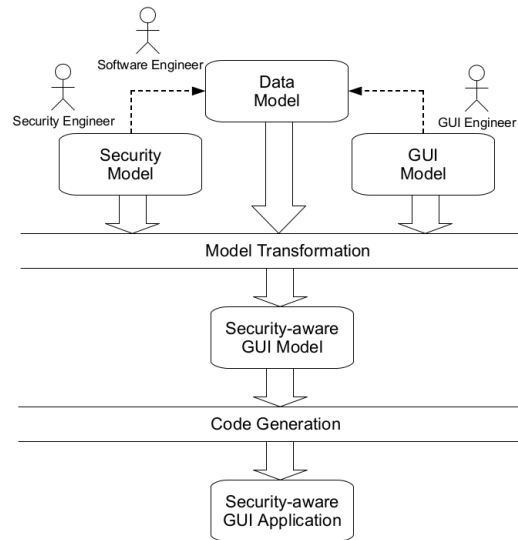 Software Engineer
Data
Model
Security Engineer
GUI Engineer
Security
Model
GUI
Model
Model Transformation
Security-aware
GUI Model
Code Generation
Security-aware
GUI Application